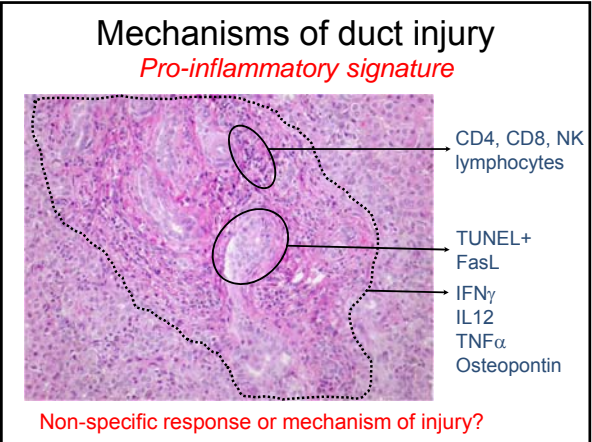 Mechanisms of duct injury
Pro-inflammatory signature
CD4, CD8, NK
lymphocytes
TUNEL+
FasL
IFNγ
IL12
TNFα
Osteopontin
Non-specific response or mechanism of injury?